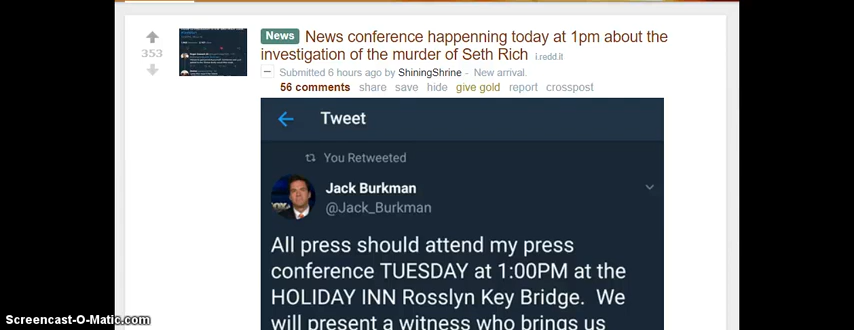 News News conference happenning today at 1pm about the
353
investigation of the murder of Seth Rich i.redd.it
Submitted 6 hours ago by ShiningShrine - New arrival.
56 comments share save hide give gold report crosspost
Tweet
You Retweeted
Jack Burkman
@Jack_Burkman
All press should attend my press
conference TUESDAY at 1:00PM at the
HOLIDAY INN Rosslyn Key Bridge. We
will present a witness who brings us
Screencast-O-Matic.com